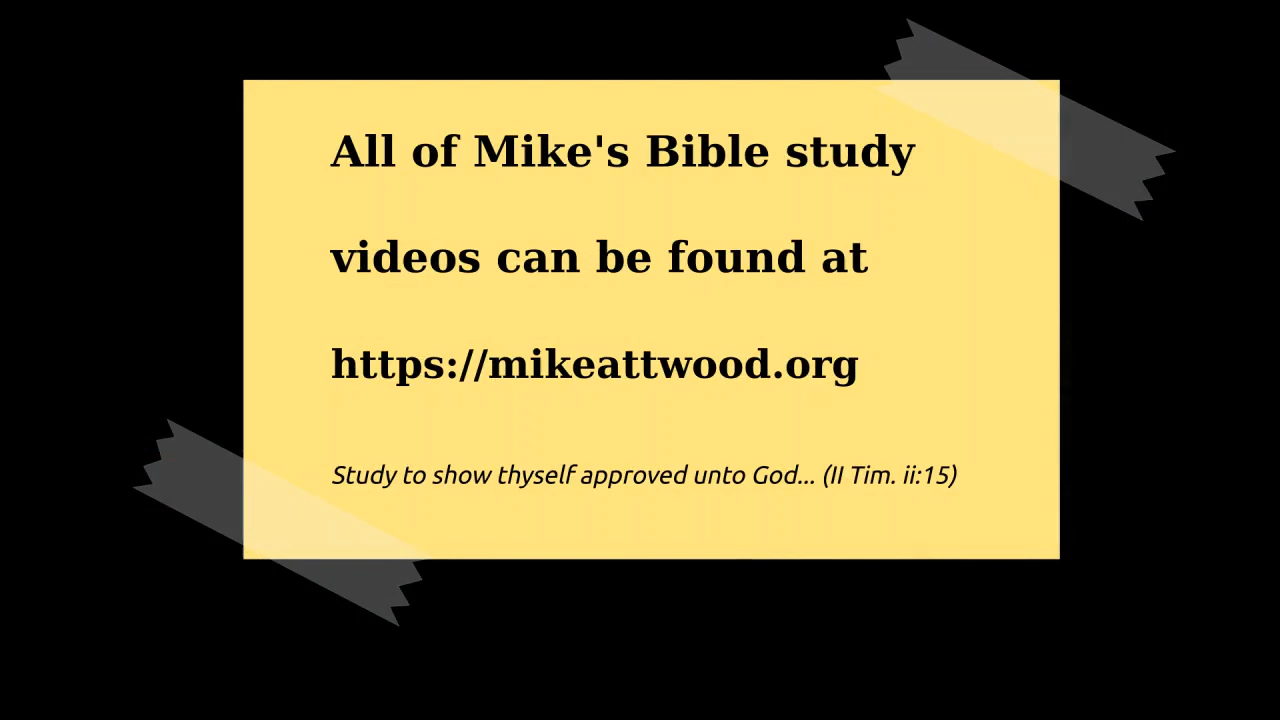 All of Mike's Bible study
videos can be found at
https://mikeattwood.org
Study to show thyself approved unto God... (II Tim. ii:15)